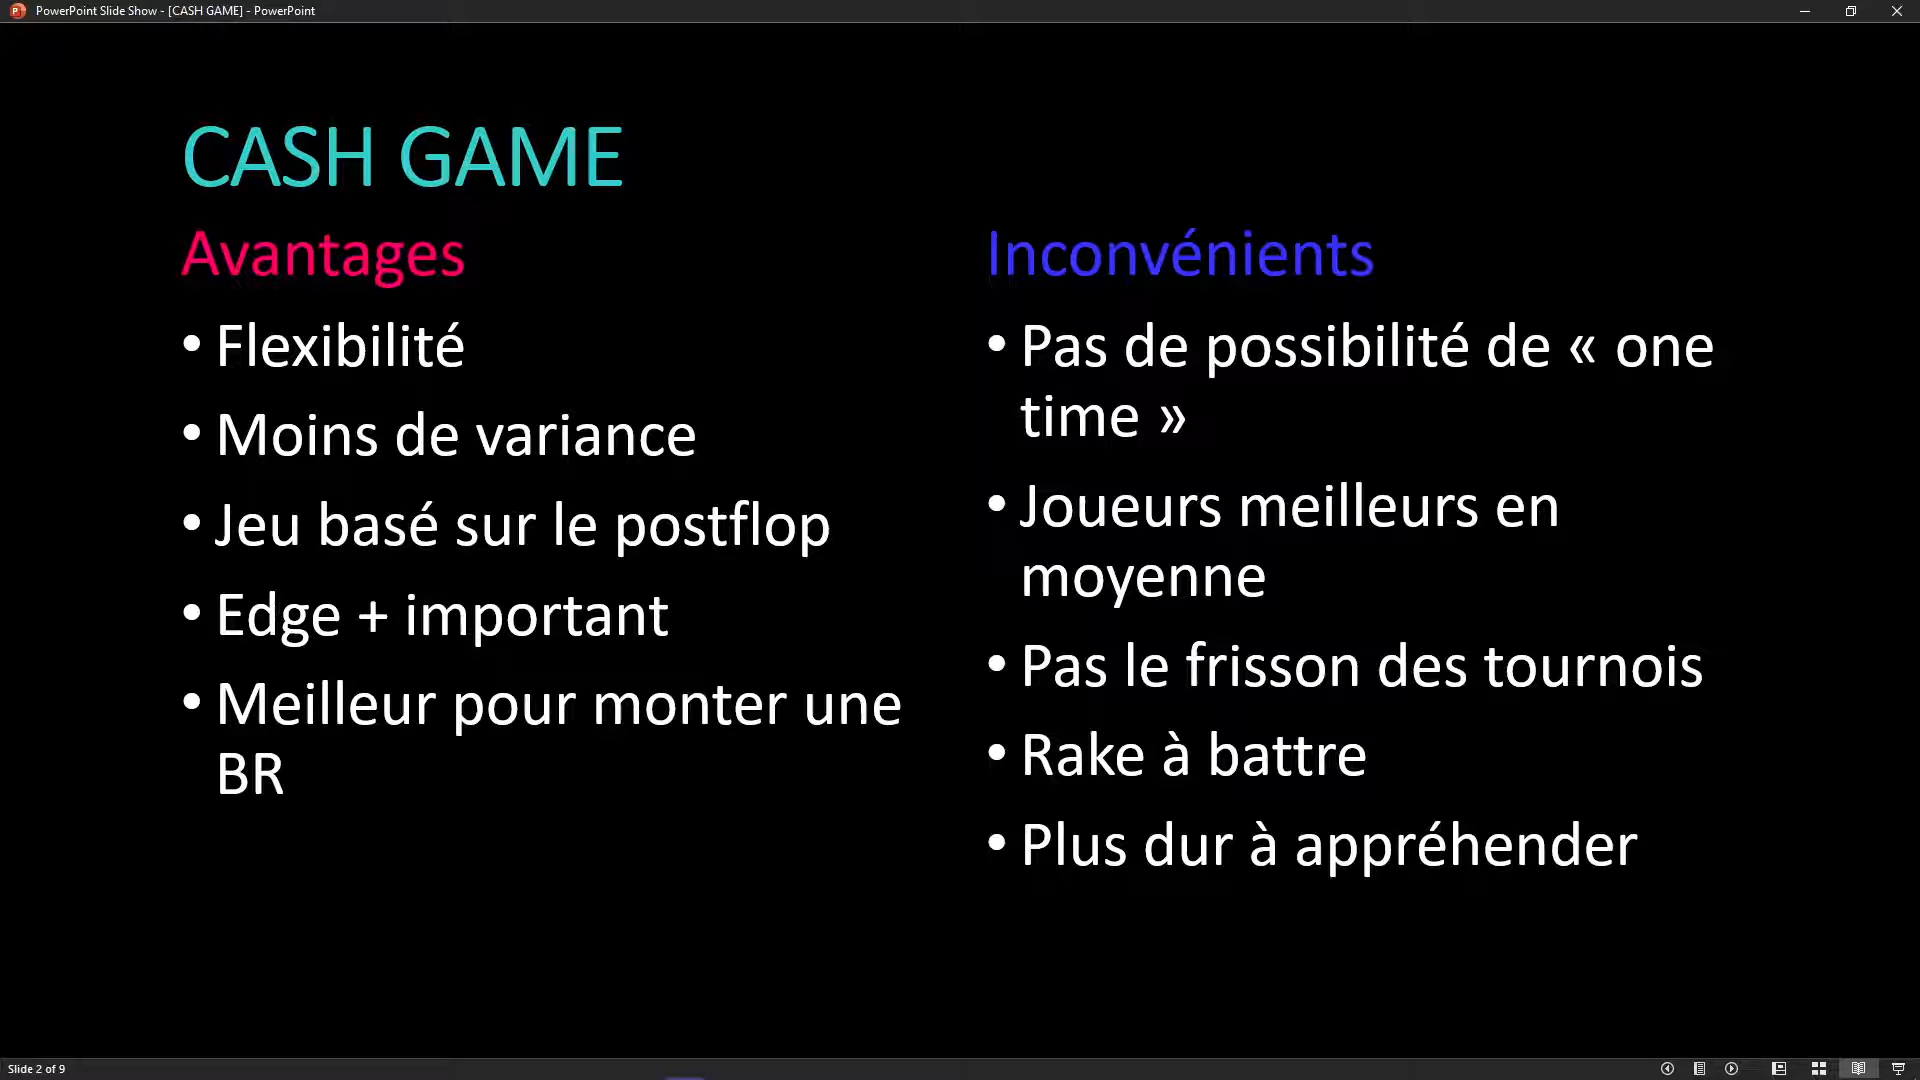 PowerPoint Slide Show - [CASH GAME] - PowerPoint
CASH GAME
Avantages
• Flexibilité
• Moins de variance
• Jeu basé sur le postflop
• Edge + important
• Meilleur pour monter une
BR
Inconvénients
• Pas de possibilité de « one
time »
• Joueurs meilleurs en
moyenne
• Pas le frisson des tournois
• Rake à battre
• Plus dur à appréhender
Slide 2 of 9